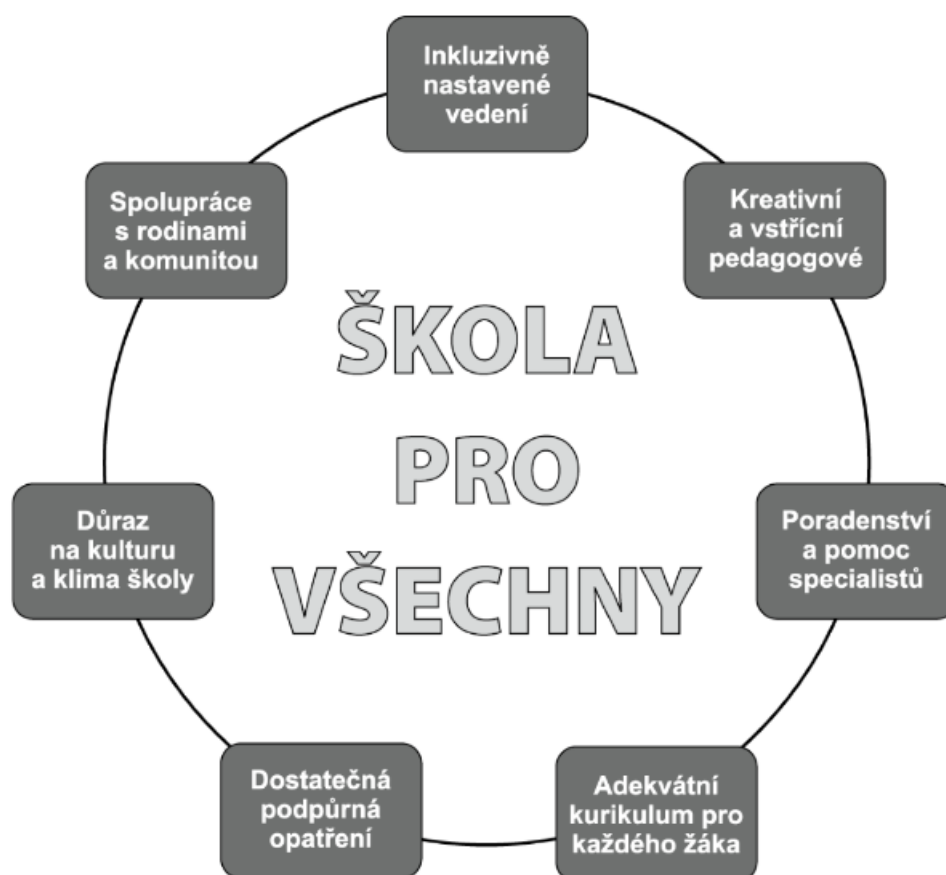 Inkluzivně
nastavené
vedení
Kreativní
a vstřícní
pedagogové
Poradenství
a pomoc
specialistů
Adekvátní
kurikulum pro
každého žáka
Dostatečná
podpůrná
opatření
Důraz
na kulturu
a klima školy
Spolupráce
s rodinami
a komunitou
ŠKOLA
PRO
VŠECHNY